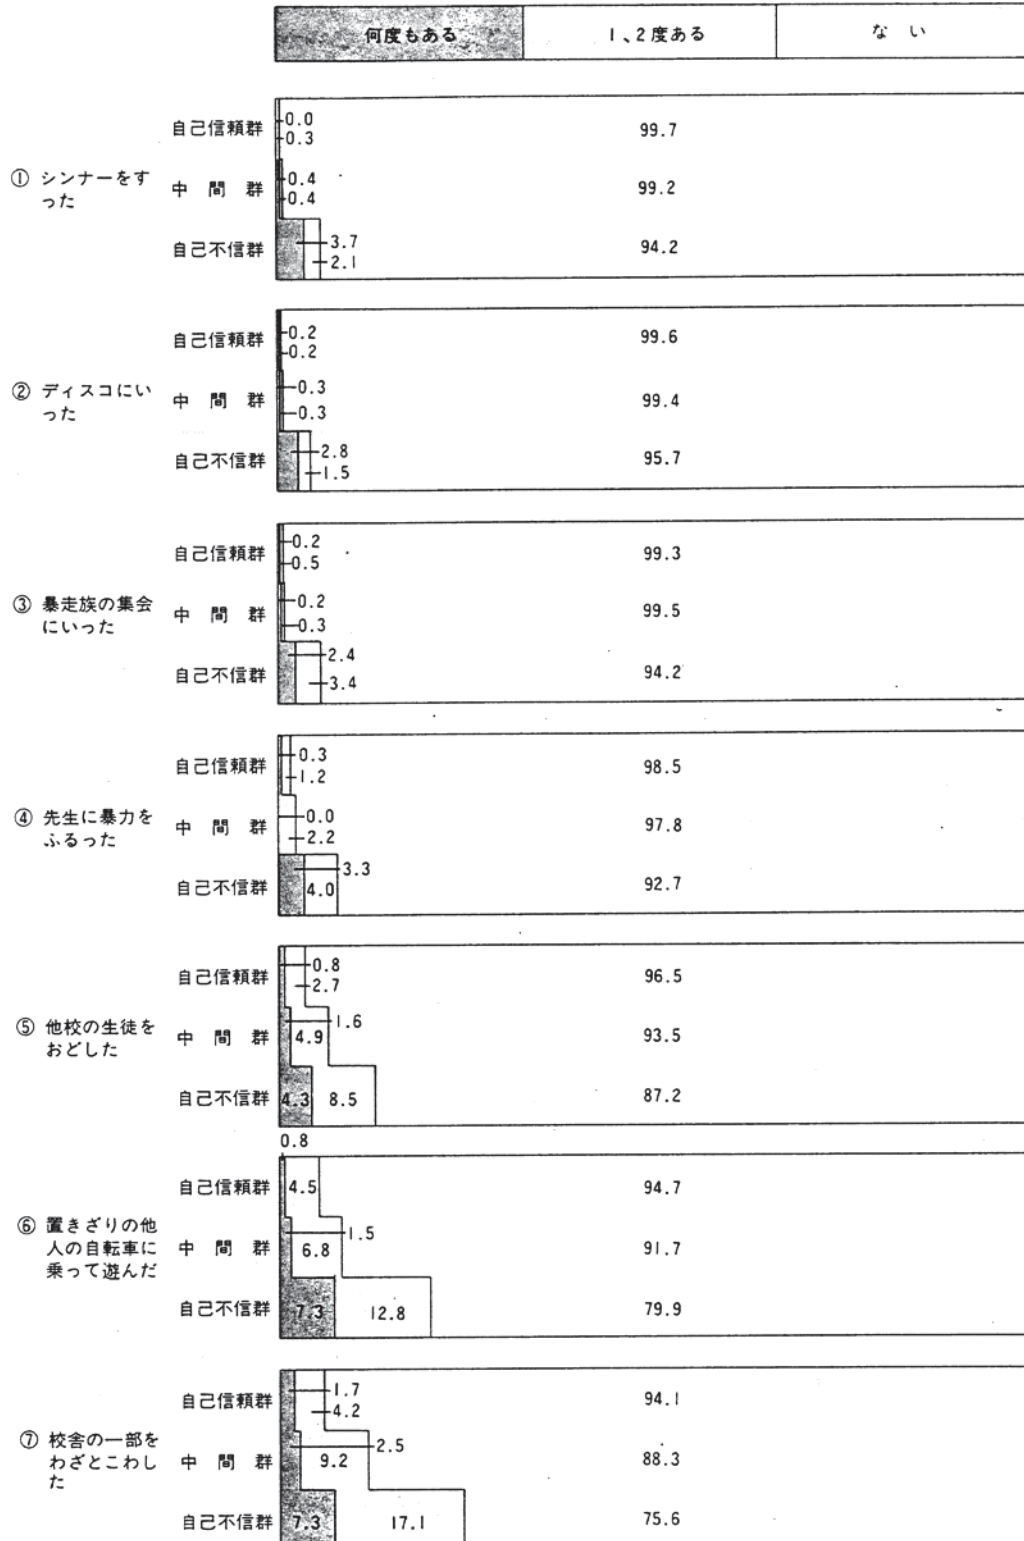 何度もある
1、2度ある
な い
① シンナーをす
った
自己信頼群
0.0
0.3
99.7
中 間 群
0.4
0.4
99.2
自己不信群
3.7
2.1
94.2
② ディスコにい
った
自己信頼群
0.2
0.2
99.6
中 間 群
0.3
0.3
99.4
自己不信群
2.8
1.5
95.7
③ 暴走族の集会
にいった
自己信頼群
0.2
0.5
99.3
中 間 群
0.2
0.3
99.5
自己不信群
2.4
3.4
94.2
④ 先生に暴力を
ふるった
自己信頼群
0.3
1.2
98.5
中 間 群
0.0
2.2
97.8
自己不信群
3.3
4.0
92.7
⑤ 他校の生徒を
おどした
自己信頼群
0.8
2.7
96.5
中 間 群
1.6
4.9
93.5
自己不信群
4.3
8.5
87.2
⑥ 置きざりの他
人の自転車に
乗って遊んだ
自己信頼群
0.8
4.5
94.7
中 間 群
1.5
6.8
91.7
自己不信群
7.3
12.8
79.9
⑦ 校舎の一部を
わざとこわし
た
自己信頼群
1.7
4.2
94.1
中 間 群
2.5
9.2
88.3
自己不信群
7.3
17.1
75.6